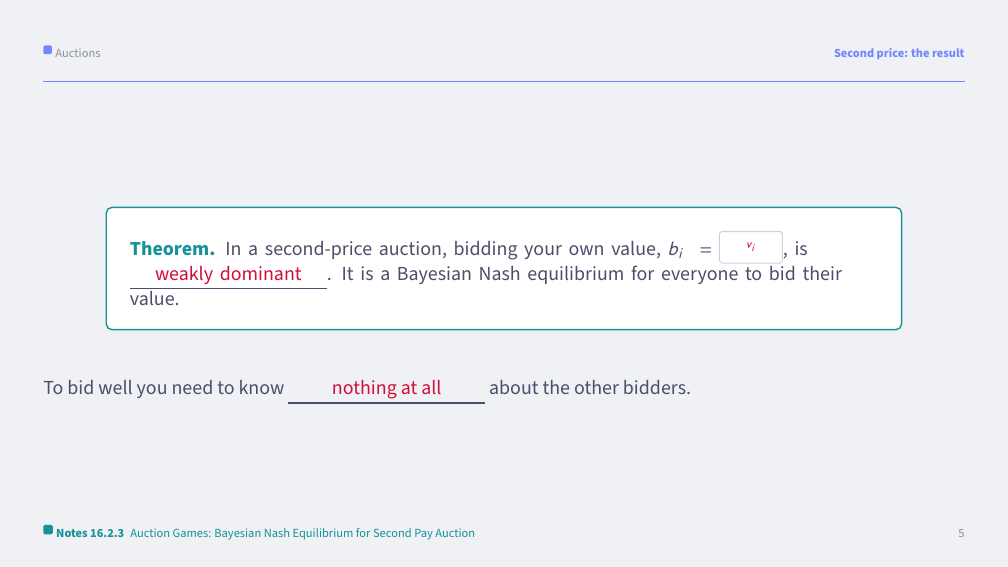 Auctions
Second price: the result
Theorem. In a second-price auction, bidding your own value, bᵢ = vᵢ, is
weakly dominant. It is a Bayesian Nash equilibrium for everyone to bid their
value.
To bid well you need to know nothing at all about the other bidders.
Notes 16.2.3 Auction Games: Bayesian Nash Equilibrium for Second Pay Auction
5